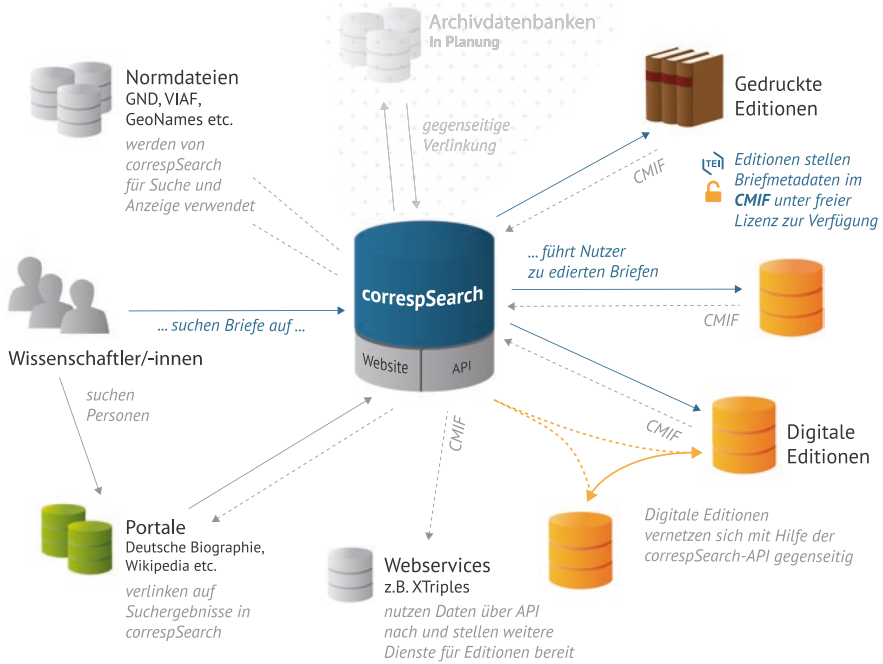 Archivdatenbanken
In Planung
gegenseitige
Verlinkung
Normdateien
GND, VIAF,
GeoNames etc.
werden von
correspSearch
für Suche und
Anzeige verwendet
Gedruckte
Editionen
CMIF
TEI
Editionen stellen
Briefmetadaten im
CMIF unter freier
Lizenz zur Verfügung
... führt Nutzer
zu edierten Briefen
CMIF
correspSearch
Website
API
... suchen Briefe auf ...
Wissenschaftler/-innen
suchen
Personen
CMIF
Digitale
Editionen
CMIF
Portale
Deutsche Biographie,
Wikipedia etc.
verlinken auf
Suchergebnisse in
correspSearch
Webservices
z.B. XTriples
nutzen Daten über API
nach und stellen weitere
Dienste für Editionen bereit
Digitale Editionen
vernetzen sich mit Hilfe der
correspSearch-API gegenseitig